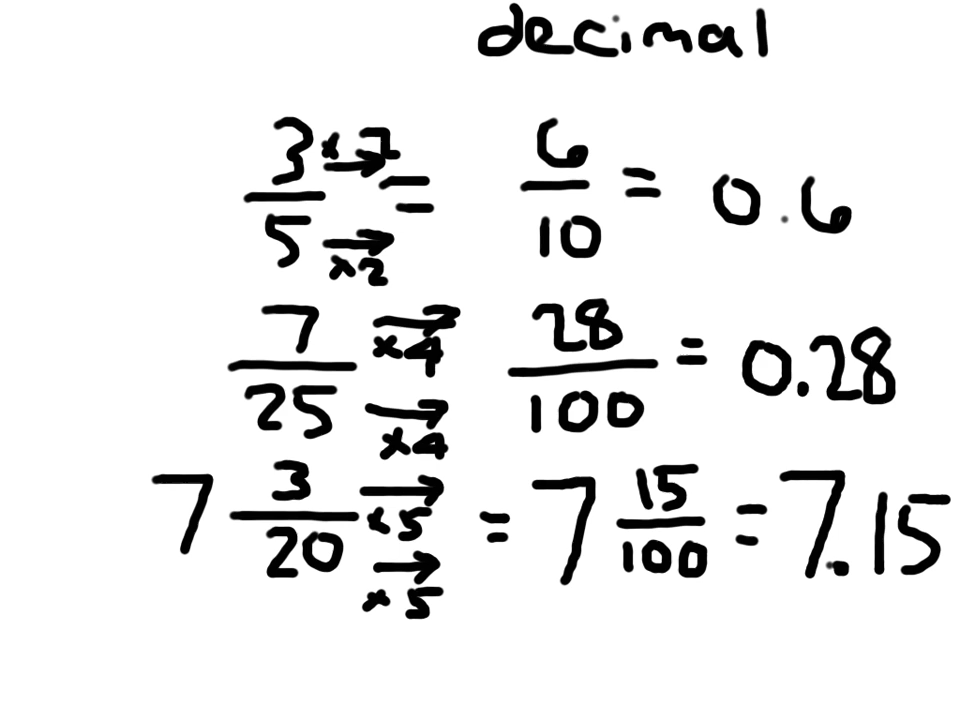 decimal
3/5 ×2→ ×2→ = 6/10 = 0.6
7/25 ×4→ ×4→ 28/100 = 0.28
7 3/20 ×5→ ×5→ = 7 15/100 = 7.15